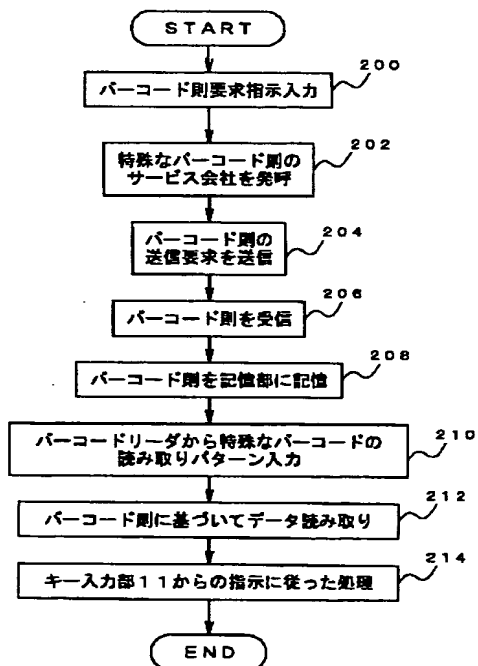 START
200
バーコード則要求指示入力
202
特殊なバーコード則の
サービス会社を発呼
204
バーコード則の
送信要求を送信
206
バーコード則を受信
208
バーコード則を記憶部に記憶
210
バーコードリーダから特殊なバーコードの
読み取りパターン入力
212
バーコード則に基づいてデータ読み取り
214
キー入力部11からの指示に従った処理
END